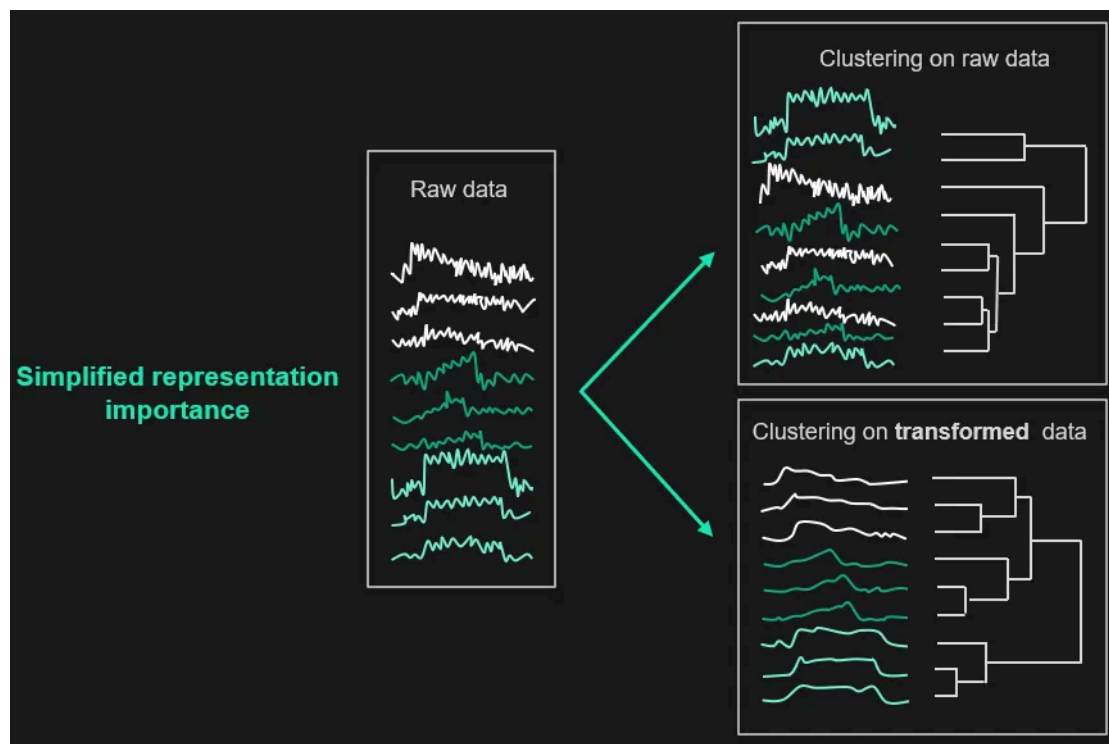 Simplified representation
importance
Raw data
Clustering on raw data
Clustering on transformed data